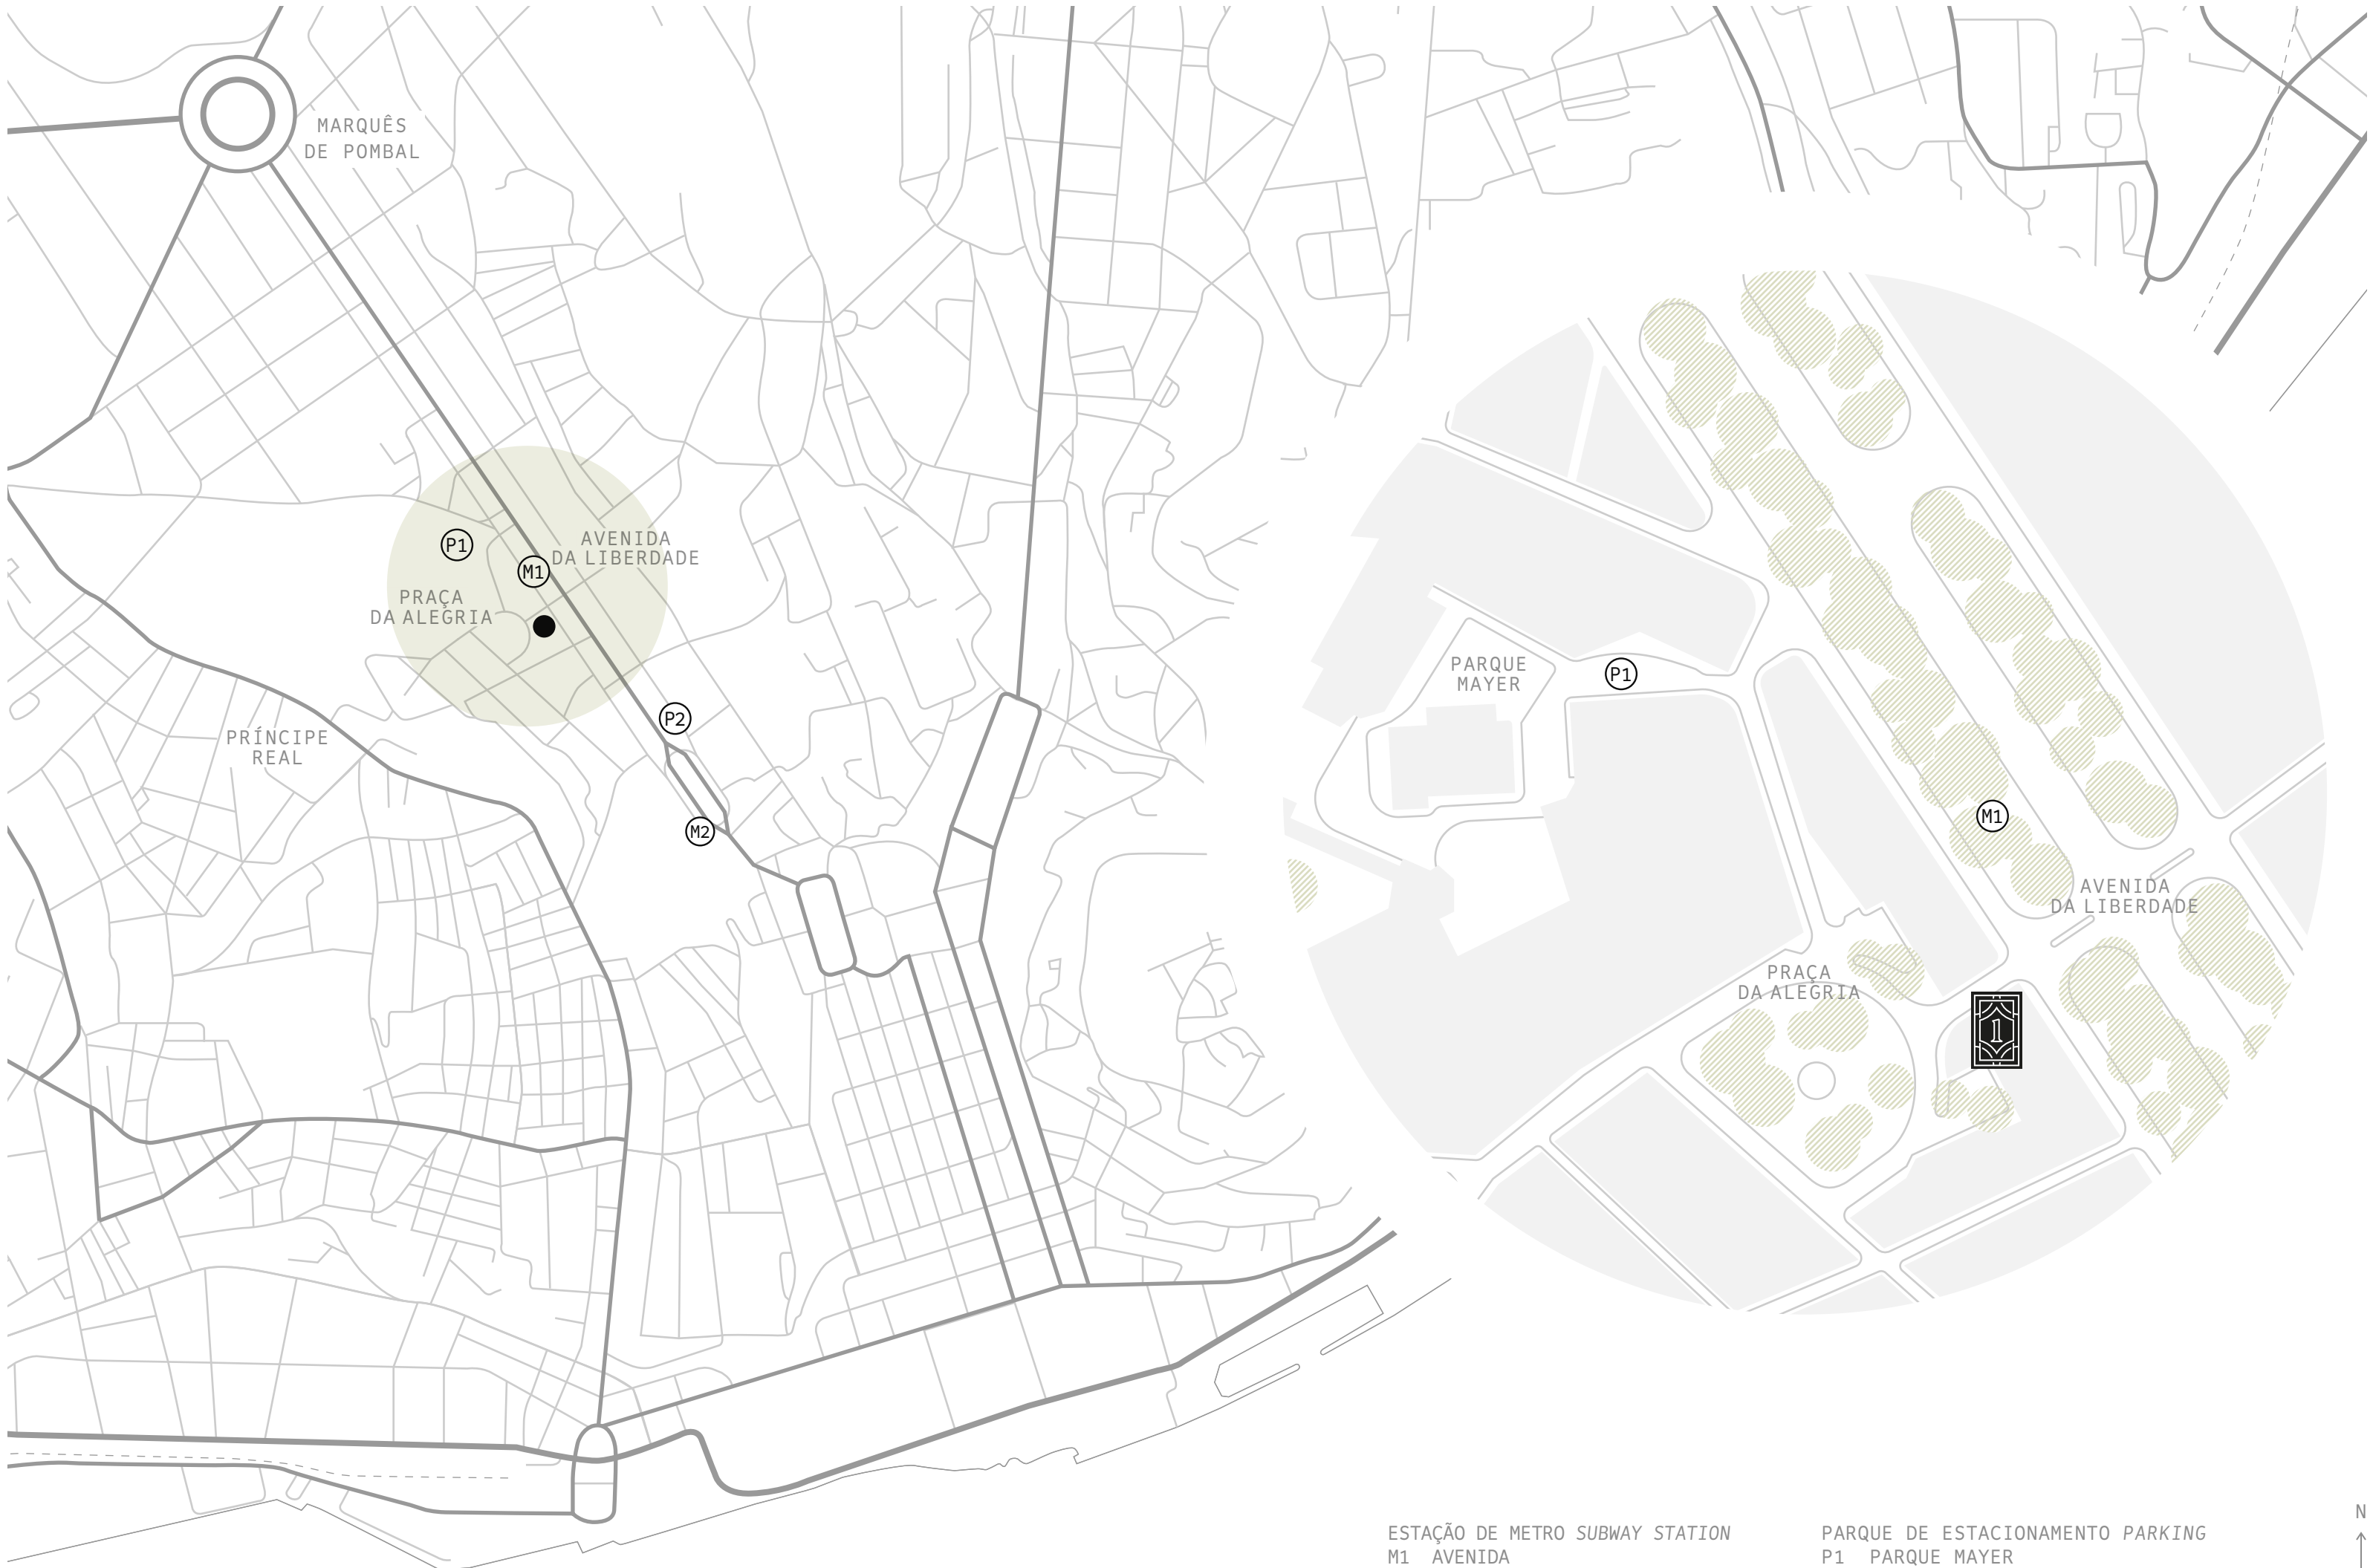 MARQUÊS
DE POMBAL
P1
AVENIDA
DA LIBERDADE
M1
PRAÇA
DA ALEGRIA
PRÍNCIPE
REAL
P2
M2
PARQUE
MAYER
P1
M1
AVENIDA
DA LIBERDADE
PRAÇA
DA ALEGRIA
1
ESTAÇÃO DE METRO SUBWAY STATION
M1 AVENIDA
PARQUE DE ESTACIONAMENTO PARKING
P1 PARQUE MAYER
N